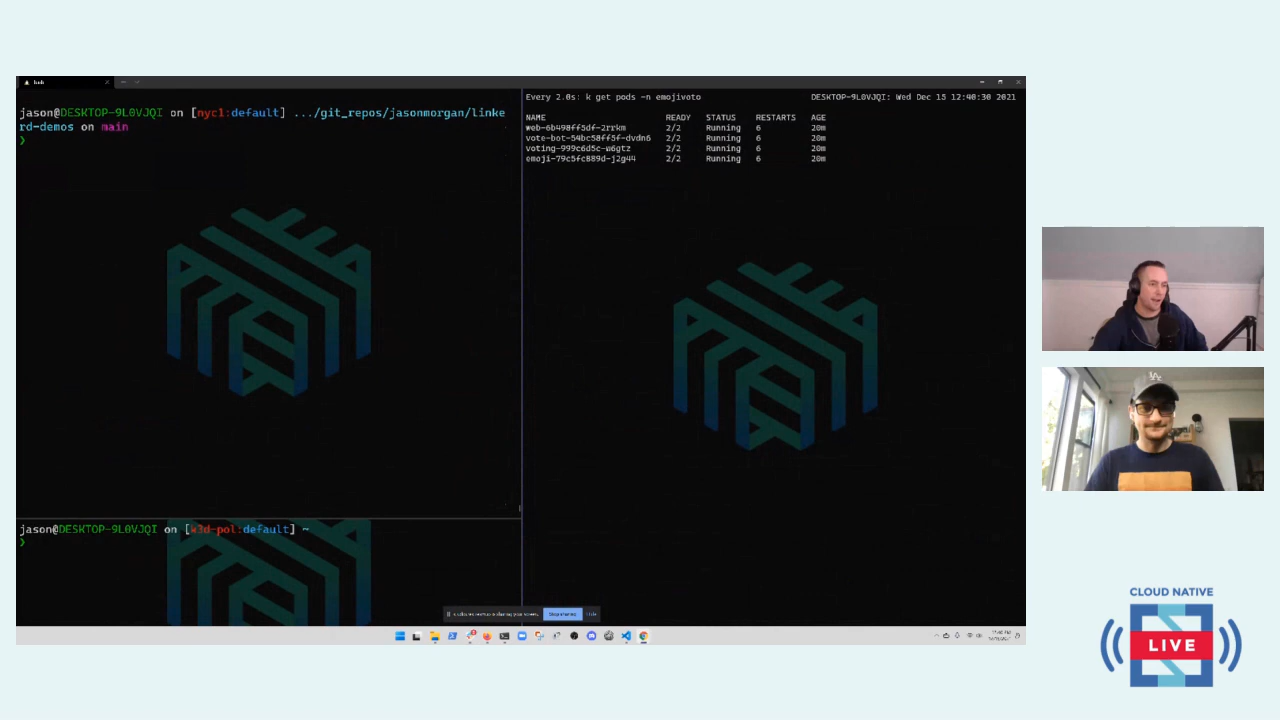 jason@DESKTOP-9L0VJQI on [nyc1:default] .../git_repos/jasonmorgan/linke
rd-demos on main
❯
Every 2.0s: k get pods -n emojivoto DESKTOP-9L0VJQI: Wed Dec 15 12:40:30 2021
NAME READY STATUS RESTARTS AGE
web-6b498ff5df-2rrkm 2/2 Running 6 20m
vote-bot-54bc58ff5f-dvdn6 2/2 Running 6 20m
voting-999c6d5c-w6gtz 2/2 Running 6 20m
emoji-79c5fc889d-j2g44 2/2 Running 6 20m
jason@DESKTOP-9L0VJQI on [k3d-pol:default] ~
❯
Stop sharing
LA
CLOUD NATIVE
LIVE